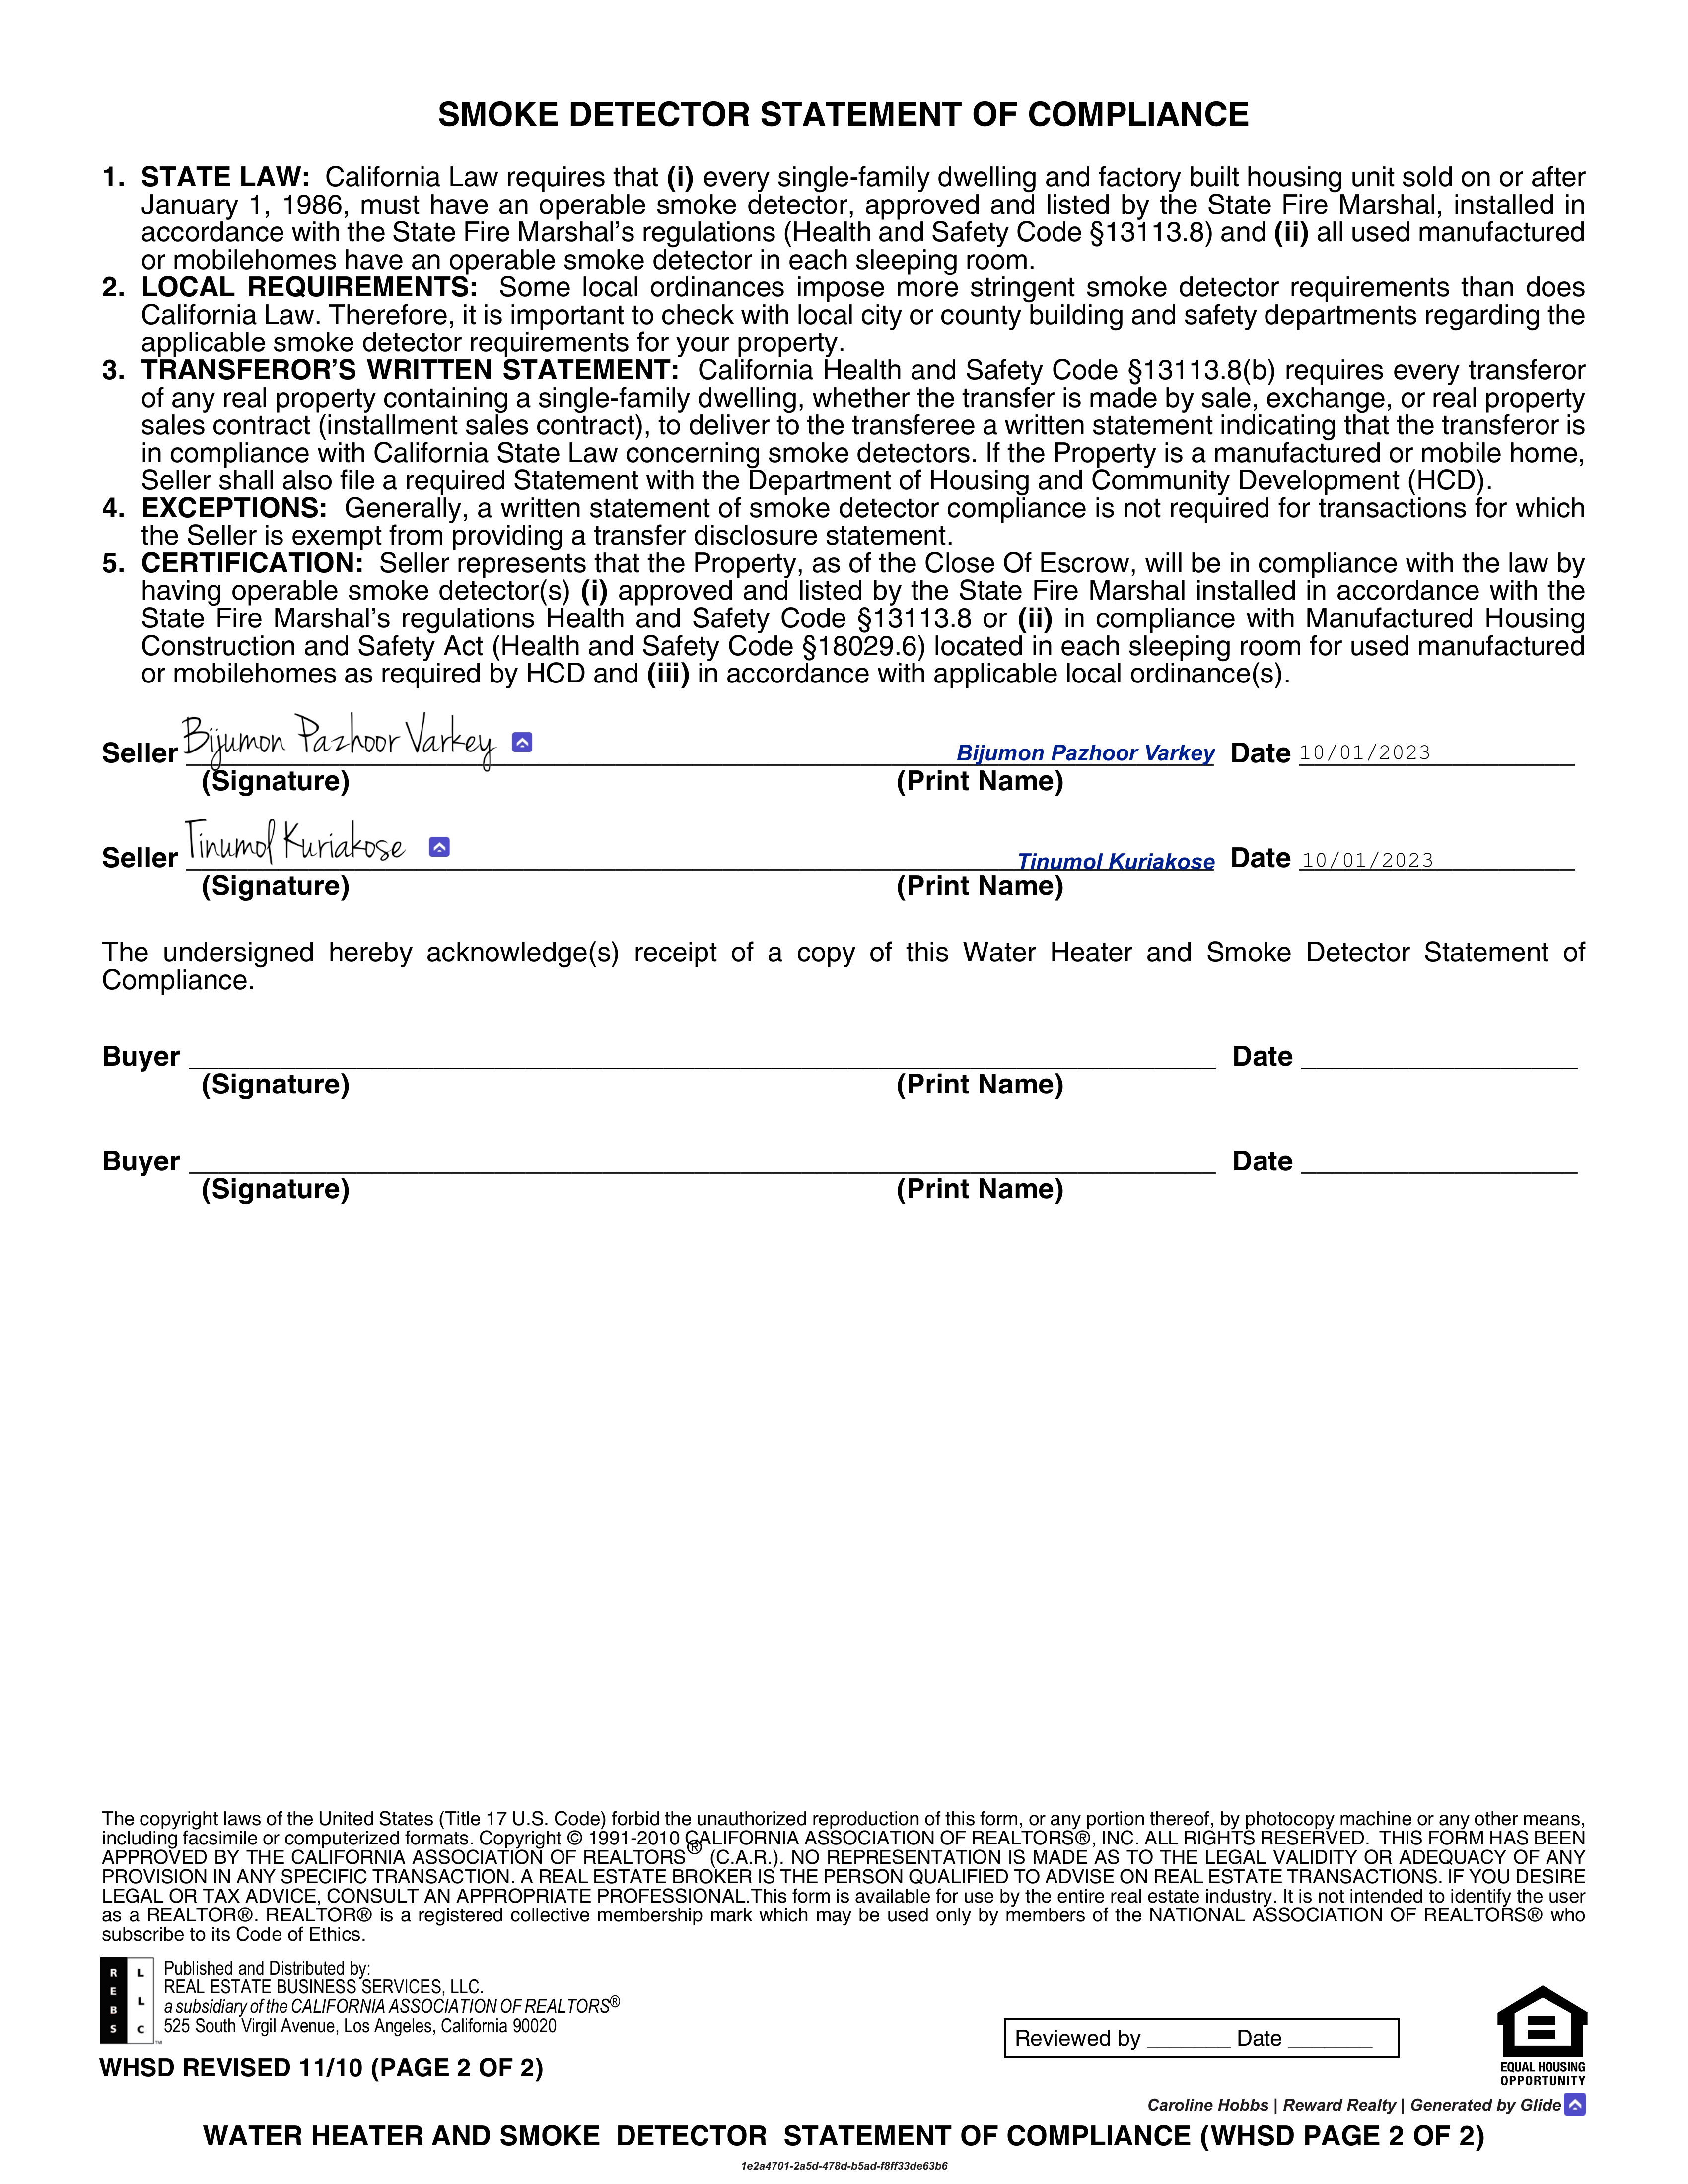 SMOKE DETECTOR STATEMENT OF COMPLIANCE
1. STATE LAW: California Law requires that (i) every single-family dwelling and factory built housing unit sold on or after
January 1, 1986, must have an operable smoke detector, approved and listed by the State Fire Marshal, installed in
accordance with the State Fire Marshal's regulations (Health and Safety Code §13113.8) and (ii) all used manufactured
or mobilehomes have an operable smoke detector in each sleeping room.
2. LOCAL REQUIREMENTS: Some local ordinances impose more stringent smoke detector requirements than does
California Law. Therefore, it is important to check with local city or county building and safety departments regarding the
applicable smoke detector requirements for your property.
3. TRANSFEROR'S WRITTEN STATEMENT: California Health and Safety Code §13113.8(b) requires every transferor
of any real property containing a single-family dwelling, whether the transfer is made by sale, exchange, or real property
sales contract (installment sales contract), to deliver to the transferee a written statement indicating that the transferor is
in compliance with California State Law concerning smoke detectors. If the Property is a manufactured or mobile home,
Seller shall also file a required Statement with the Department of Housing and Community Development (HCD).
4. EXCEPTIONS: Generally, a written statement of smoke detector compliance is not required for transactions for which
the Seller is exempt from providing a transfer disclosure statement.
5. CERTIFICATION: Seller represents that the Property, as of the Close Of Escrow, will be in compliance with the law by
having operable smoke detector(s) (i) approved and listed by the State Fire Marshal installed in accordance with the
State Fire Marshal's regulations Health and Safety Code §13113.8 or (ii) in compliance with Manufactured Housing
Construction and Safety Act (Health and Safety Code §18029.6) located in each sleeping room for used manufactured
or mobilehomes as required by HCD and (iii) in accordance with applicable local ordinance(s).
Seller Bijumon Pazhoor Varkey Bijumon Pazhoor Varkey Date 10/01/2023
(Signature) (Print Name)
Seller Tinumol Kuriakose Tinumol Kuriakose Date 10/01/2023
(Signature) (Print Name)
The undersigned hereby acknowledge(s) receipt of a copy of this Water Heater and Smoke Detector Statement of
Compliance.
Buyer Date
(Signature) (Print Name)
Buyer Date
(Signature) (Print Name)
The copyright laws of the United States (Title 17 U.S. Code) forbid the unauthorized reproduction of this form, or any portion thereof, by photocopy machine or any other means,
including facsimile or computerized formats. Copyright © 1991-2010 CALIFORNIA ASSOCIATION OF REALTORS®, INC. ALL RIGHTS RESERVED. THIS FORM HAS BEEN
APPROVED BY THE CALIFORNIA ASSOCIATION OF REALTORS® (C.A.R.). NO REPRESENTATION IS MADE AS TO THE LEGAL VALIDITY OR ADEQUACY OF ANY
PROVISION IN ANY SPECIFIC TRANSACTION. A REAL ESTATE BROKER IS THE PERSON QUALIFIED TO ADVISE ON REAL ESTATE TRANSACTIONS. IF YOU DESIRE
LEGAL OR TAX ADVICE, CONSULT AN APPROPRIATE PROFESSIONAL.This form is available for use by the entire real estate industry. It is not intended to identify the user
as a REALTOR®. REALTOR® is a registered collective membership mark which may be used only by members of the NATIONAL ASSOCIATION OF REALTORS® who
subscribe to its Code of Ethics.
REBS LLC™
Published and Distributed by:
REAL ESTATE BUSINESS SERVICES, LLC.
a subsidiary of the CALIFORNIA ASSOCIATION OF REALTORS®
525 South Virgil Avenue, Los Angeles, California 90020
Reviewed by Date
EQUAL HOUSING
OPPORTUNITY
WHSD REVISED 11/10 (PAGE 2 OF 2)
Caroline Hobbs | Reward Realty | Generated by Glide
WATER HEATER AND SMOKE DETECTOR STATEMENT OF COMPLIANCE (WHSD PAGE 2 OF 2)
1e2a4701-2a5d-478d-b5ad-f8ff33de63b6